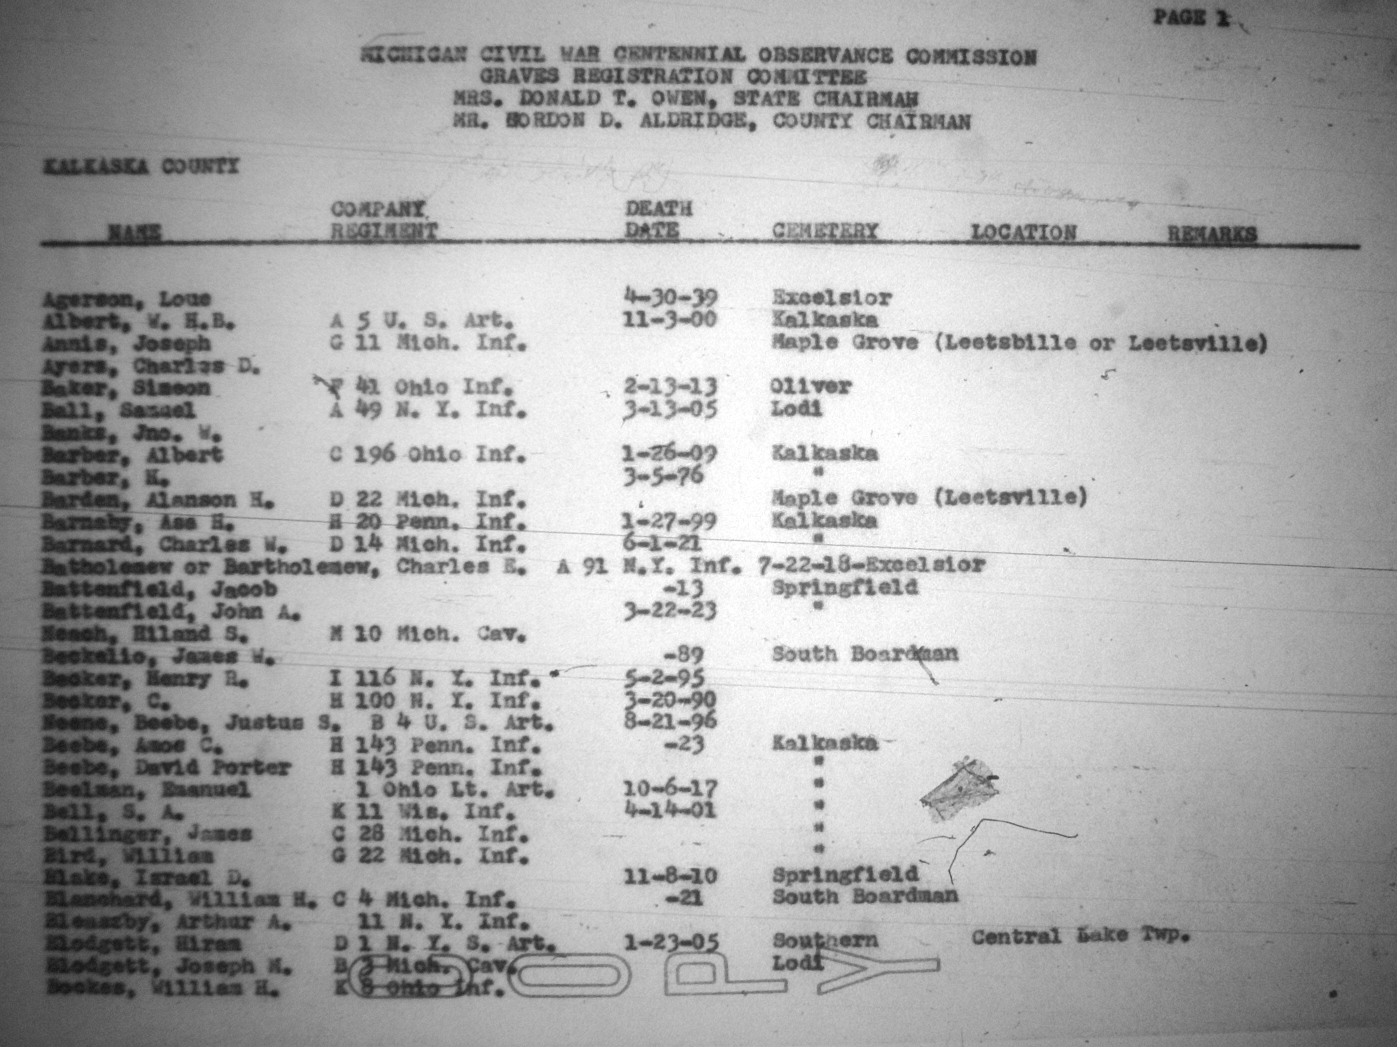 PAGE 1
MICHIGAN CIVIL WAR CENTENNIAL OBSERVANCE COMMISSION
GRAVES REGISTRATION COMMITTEE
MRS. DONALD T. OWEN, STATE CHAIRMAN
MR. GORDON D. ALDRIDGE, COUNTY CHAIRMAN
KALKASKA COUNTY
COMPANY DEATH
NAME REGIMENT DATE CEMETERY LOCATION REMARKS
Agerson, Loue 4-30-39 Excelsior
Albert, W. H.B. A 5 U. S. Art. 11-3-00 Kalkaska
Annis, Joseph G 11 Mich. Inf. Maple Grove (Leetsbille or Leetsville)
Ayers, Charles D.
Baker, Simeon F 41 Ohio Inf. 2-13-13 Oliver
Ball, Samuel A 49 N. Y. Inf. 3-13-05 Lodi
Banks, Jno. W.
Barber, Albert C 196 Ohio Inf. 1-26-09 Kalkaska
Barber, H. 3-5-76 "
Barden, Alanson H. D 22 Mich. Inf. Maple Grove (Leetsville)
Barnaby, Asa H. H 20 Penn. Inf. 1-27-99 Kalkaska
Barnard, Charles W. D 14 Mich. Inf. 6-1-21 "
Batholemew or Bartholemew, Charles E. A 91 N.Y. Inf. 7-22-18-Excelsior
Battenfield, Jacob -13 Springfield
Battenfield, John A. 3-22-23 "
Neach, Hiland S. M 10 Mich. Cav.
Beckelio, James W. -89 South Boardman
Becker, Henry R. I 116 N. Y. Inf. 5-2-95
Becker, C. H 100 N. Y. Inf. 3-20-90
Neene, Beebe, Justus S. B 4 U. S. Art. 8-21-96
Beebe, Amos C. H 143 Penn. Inf. -23 Kalkaska
Beebe, David Porter H 143 Penn. Inf. "
Beelman, Emanuel 1 Ohio Lt. Art. 10-6-17 "
Bell, S. A. K 11 Wis. Inf. 4-14-01 "
Bellinger, James C 28 Mich. Inf. "
Bird, William G 22 Mich. Inf. "
Blake, Israel D. 11-8-10 Springfield
Blanchard, William H. C 4 Mich. Inf. -21 South Boardman
Bleaszby, Arthur A. 11 N. Y. Inf.
Blodgett, Hiram D 1 N. Y. S. Art. 1-23-05 Southern Central Lake Twp.
Blodgett, Joseph M. B 3 Mich. Cav. Lodi
Bockes, William H. K 8 Ohio Inf.
COPY